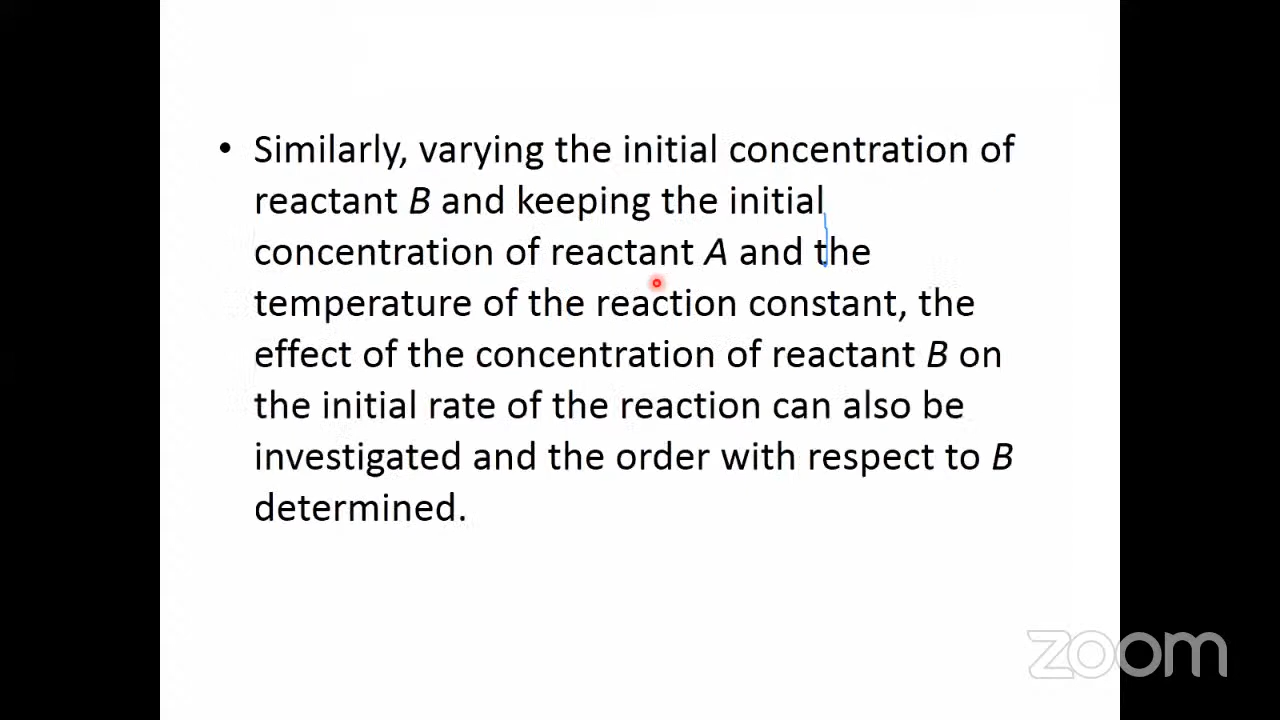 • Similarly, varying the initial concentration of
reactant B and keeping the initial
concentration of reactant A and the
temperature of the reaction constant, the
effect of the concentration of reactant B on
the initial rate of the reaction can also be
investigated and the order with respect to B
determined.
zoom